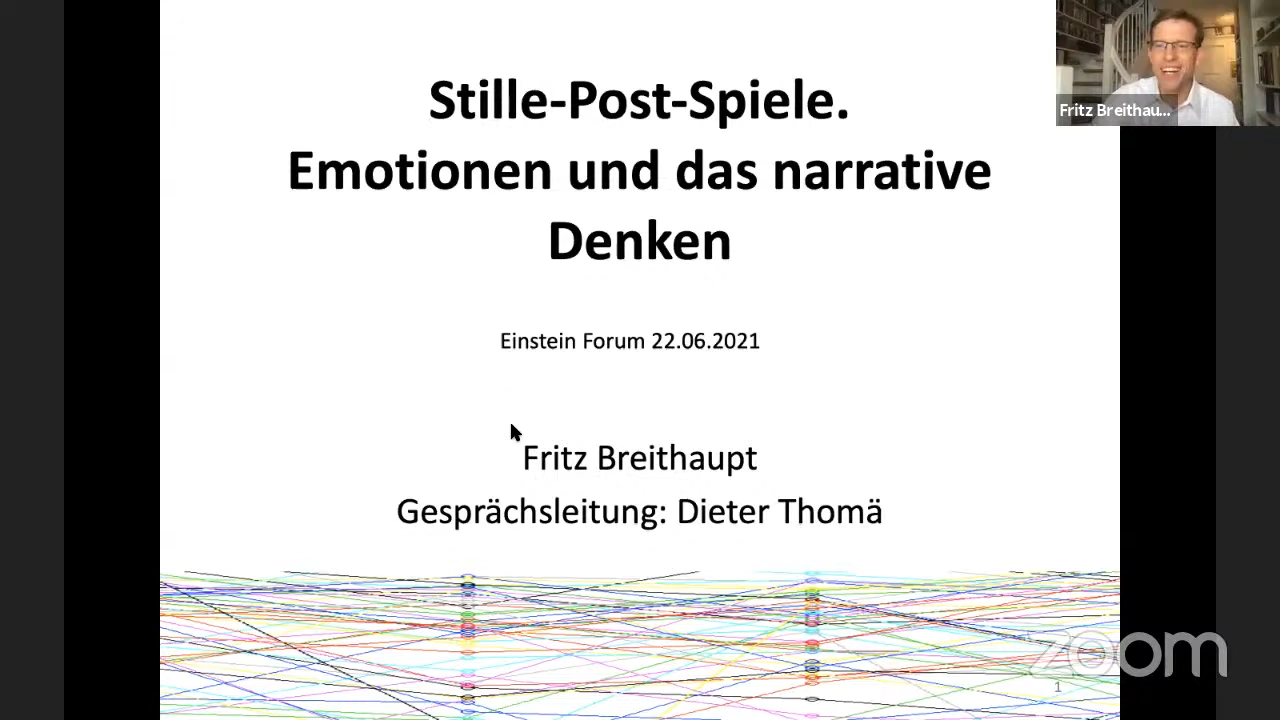 Stille-Post-Spiele.
Emotionen und das narrative
Denken
Einstein Forum 22.06.2021
Fritz Breithaupt
Gesprächsleitung: Dieter Thomä
Fritz Breithau...
zoom
1